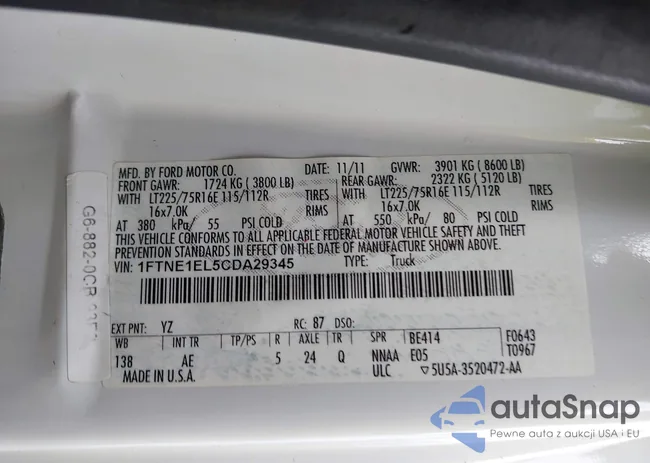 MFD. BY FORD MOTOR CO.
DATE: 11/11 GVWR: 3901 KG ( 8600 LB)
FRONT GAWR: 1724 KG (3800 LB)
REAR GAWR: 2322 KG ( 5120 LB)
WITH LT225/75R16E 115/112R TIRES
WITH LT225/75R16E 115/112R TIRES
16x7.0K RIMS
16x7.0K RIMS
AT 380 kPa/ 55 PSI COLD
AT 550 kPa/ 80 PSI COLD
THIS VEHICLE CONFORMS TO ALL APPLICABLE FEDERAL MOTOR VEHICLE SAFETY AND THEFT
PREVENTION STANDARDS IN EFFECT ON THE DATE OF MANUFACTURE SHOWN ABOVE.
VIN: 1FTNE1EL5CDA29345 TYPE: Truck
EXT PNT: YZ RC: 87 DSO:
WB INT TR TP/PS R AXLE TR SPR BE414 F0643
138 AE 5 24 Q NNAA E05 T0967
MADE IN U.S.A. ULC ▽5U5A-3520472-AA
G6-882-0CR
autaSnap
Pewne auta z aukcji USA i EU